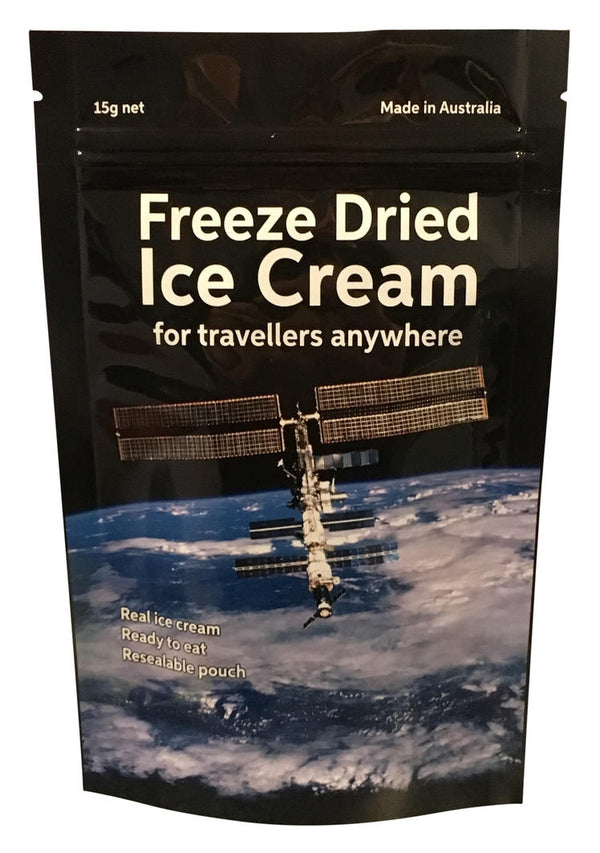 15g net Made in Australia
Freeze Dried
Ice Cream
for travellers anywhere
Real ice cream
Ready to eat
Resealable pouch